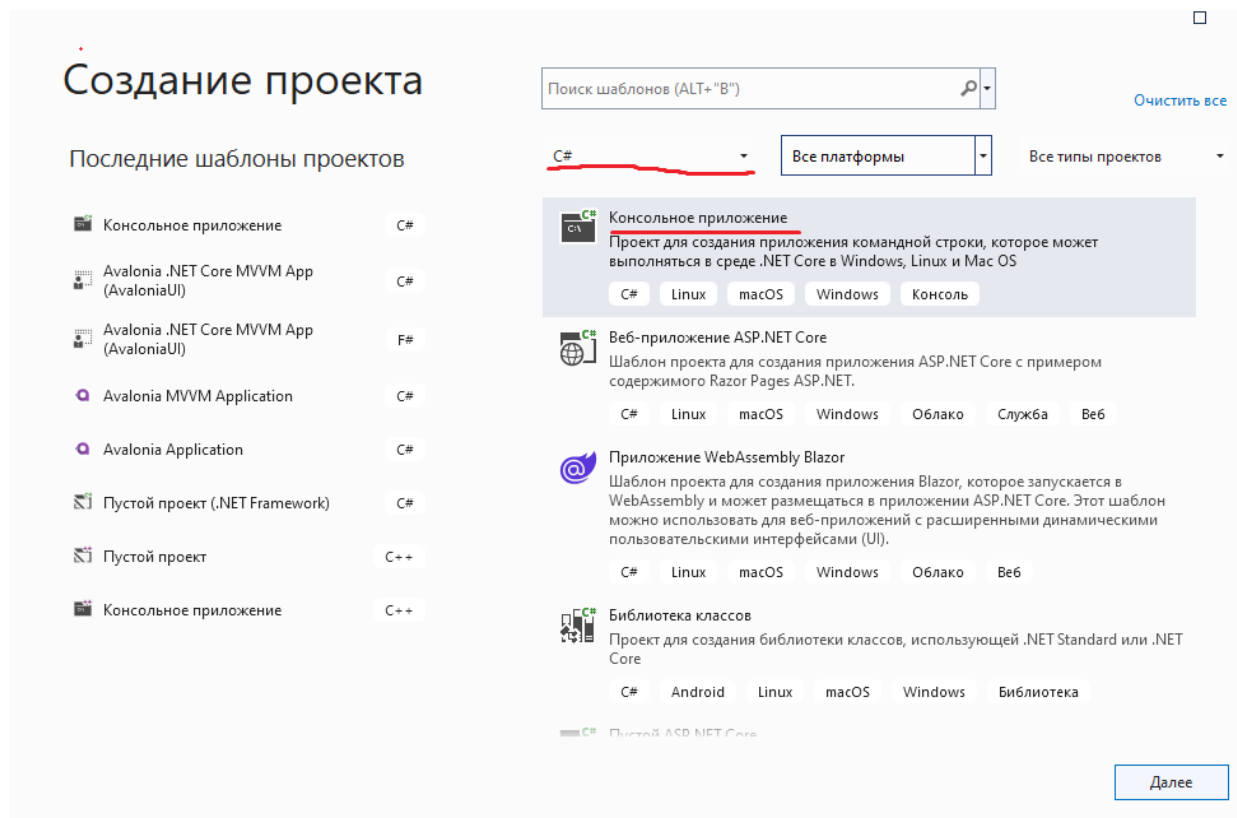 Создание проекта
Последние шаблоны проектов
Консольное приложение C#
Avalonia .NET Core MVVM App
(AvaloniaUI) C#
Avalonia .NET Core MVVM App
(AvaloniaUI) F#
Avalonia MVVM Application C#
Avalonia Application C#
Пустой проект (.NET Framework) C#
Пустой проект C++
Консольное приложение C++
Поиск шаблонов (ALT+"B")
Очистить все
C# Все платформы Все типы проектов
Консольное приложение
Проект для создания приложения командной строки, которое может
выполняться в среде .NET Core в Windows, Linux и Mac OS
C# Linux macOS Windows Консоль
Веб-приложение ASP.NET Core
Шаблон проекта для создания приложения ASP.NET Core с примером
содержимого Razor Pages ASP.NET.
C# Linux macOS Windows Облако Служба Веб
Приложение WebAssembly Blazor
Шаблон проекта для создания приложения Blazor, которое запускается в
WebAssembly и может размещаться в приложении ASP.NET Core. Этот шаблон
можно использовать для веб-приложений с расширенными динамическими
пользовательскими интерфейсами (UI).
C# Linux macOS Windows Облако Веб
Библиотека классов
Проект для создания библиотеки классов, использующей .NET Standard или .NET
Core
C# Android Linux macOS Windows Библиотека
Пустой ASP.NET Core
Далее